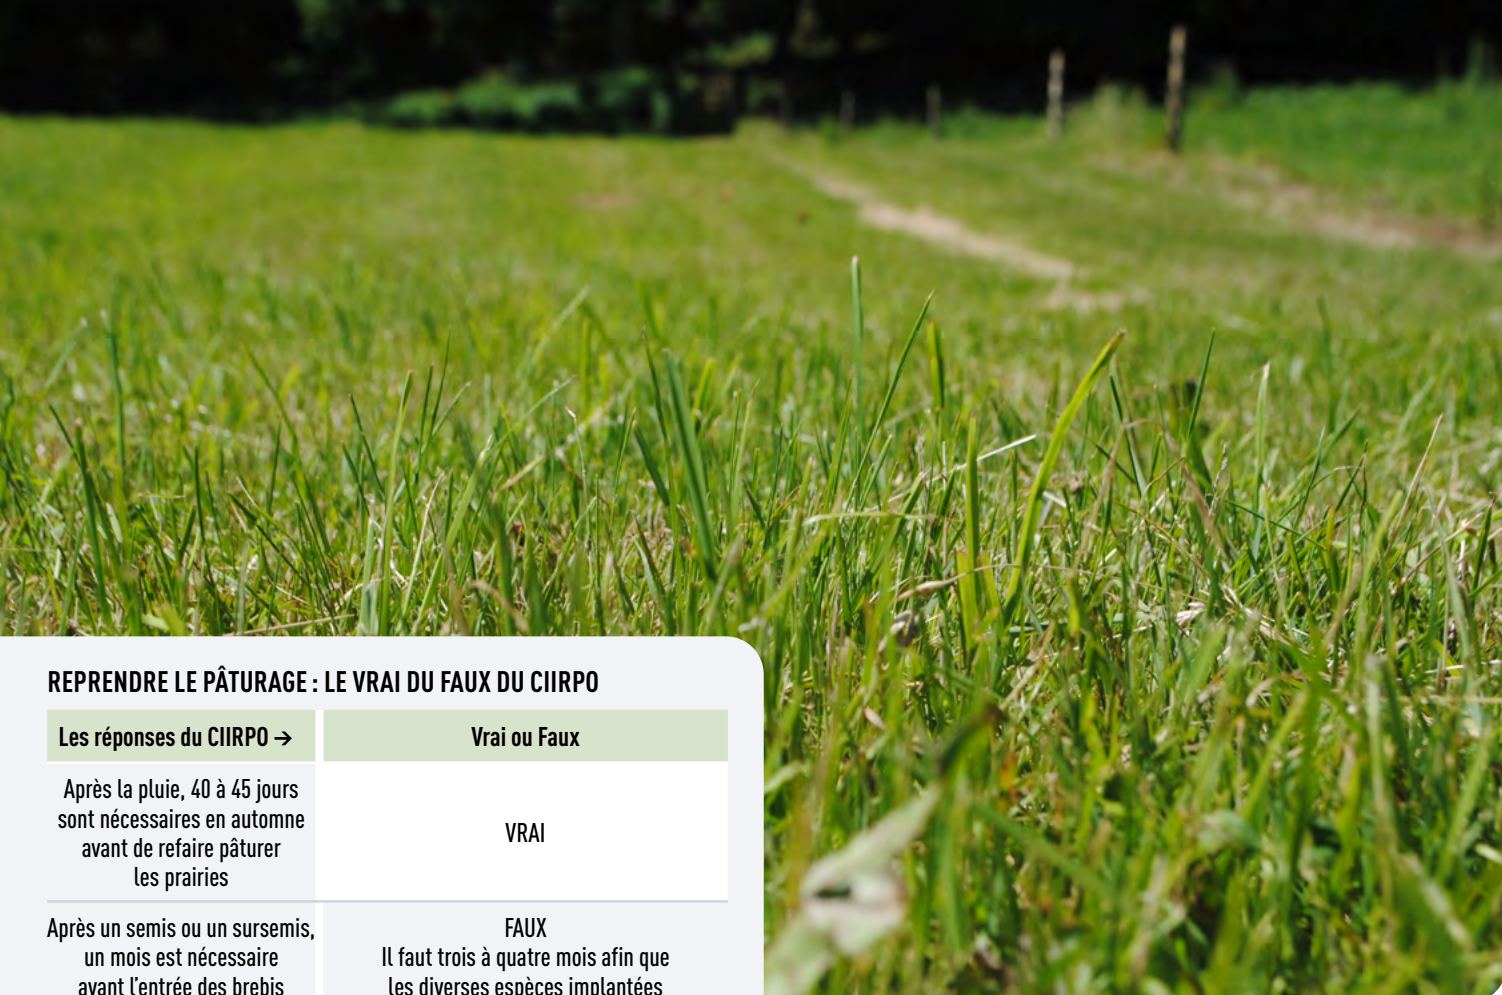 REPRENDRE LE PÂTURAGE : LE VRAI DU FAUX DU CIIRPO
Les réponses du CIIRPO →
Vrai ou Faux
Après la pluie, 40 à 45 jours
sont nécessaires en automne
avant de refaire pâturer
les prairies
VRAI
Après un semis ou un sursemis,
un mois est nécessaire
avant l'entrée des brebis
FAUX
Il faut trois à quatre mois afin que
les diverses espèces implantées